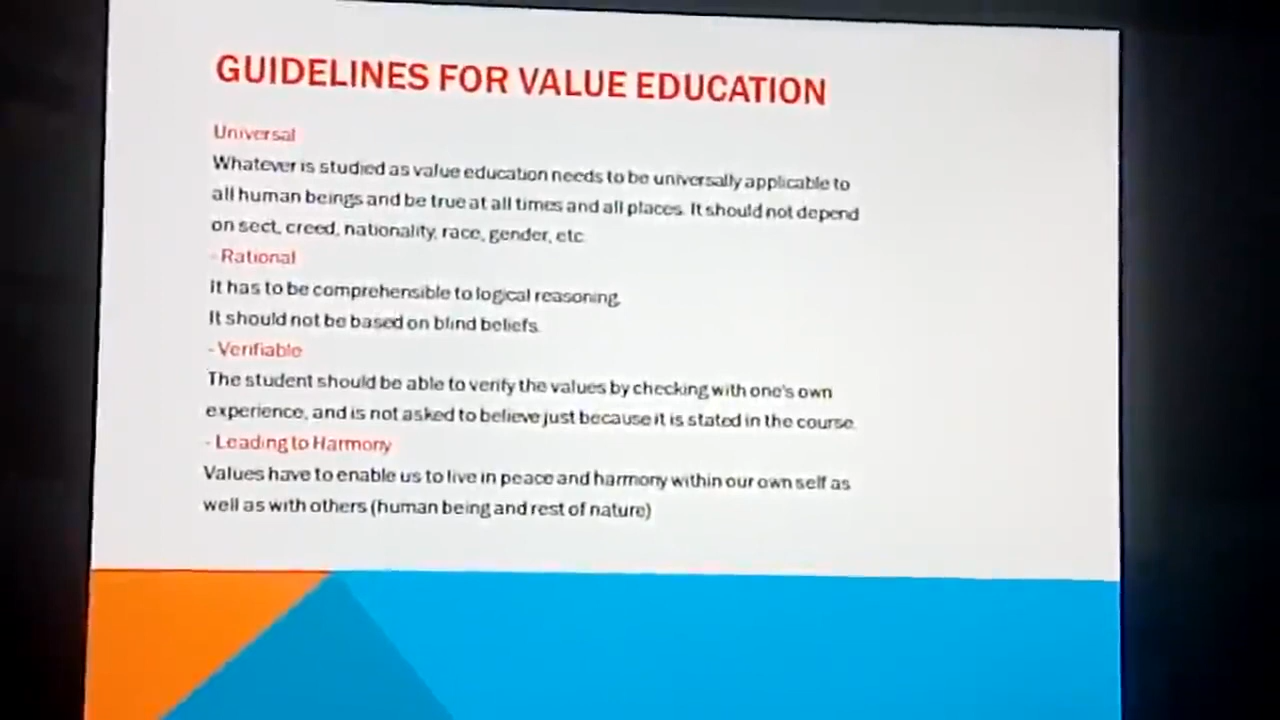 GUIDELINES FOR VALUE EDUCATION
Universal
Whatever is studied as value education needs to be universally applicable to
all human beings and be true at all times and all places. It should not depend
on sect, creed, nationality, race, gender, etc
- Rational
It has to be comprehensible to logical reasoning.
It should not be based on blind beliefs.
- Verifiable
The student should be able to verify the values by checking with one's own
experience, and is not asked to believe just because it is stated in the course.
- Leading to Harmony
Values have to enable us to live in peace and harmony within our own self as
well as with others (human being and rest of nature)